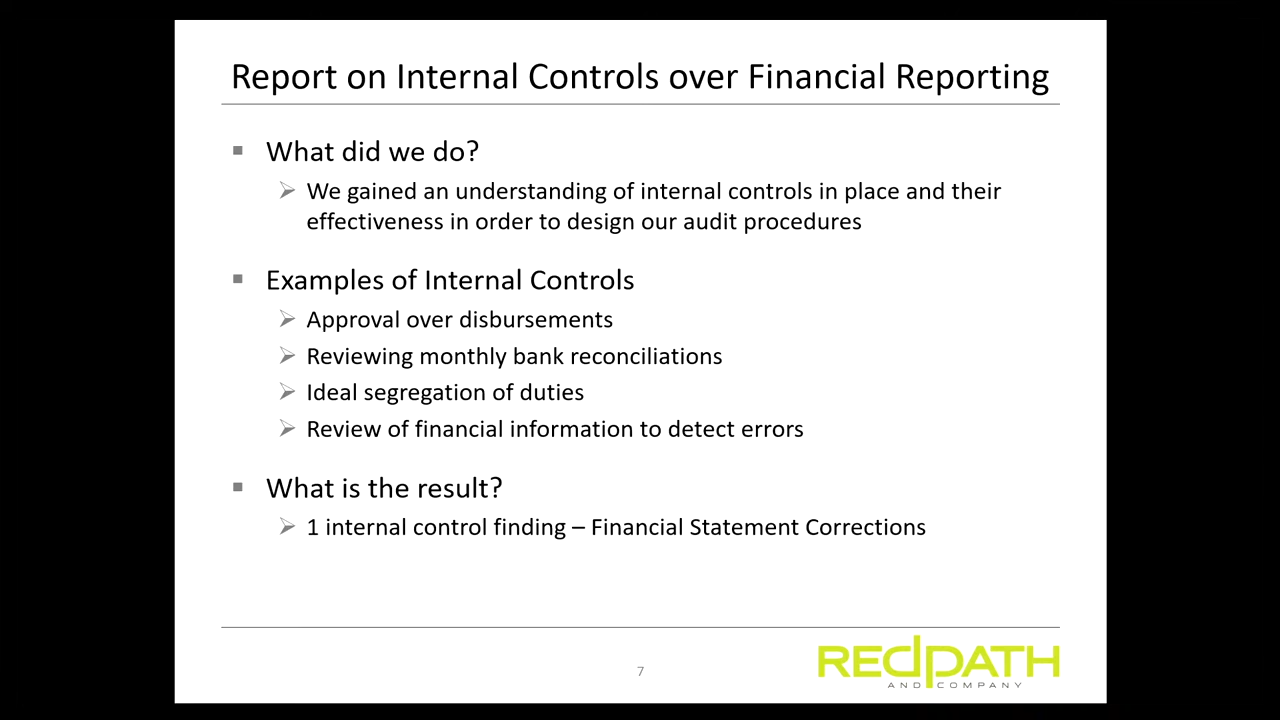 Report on Internal Controls over Financial Reporting
What did we do?
We gained an understanding of internal controls in place and their
effectiveness in order to design our audit procedures
Examples of Internal Controls
Approval over disbursements
Reviewing monthly bank reconciliations
Ideal segregation of duties
Review of financial information to detect errors
What is the result?
1 internal control finding – Financial Statement Corrections
7
REDPATH
AND COMPANY